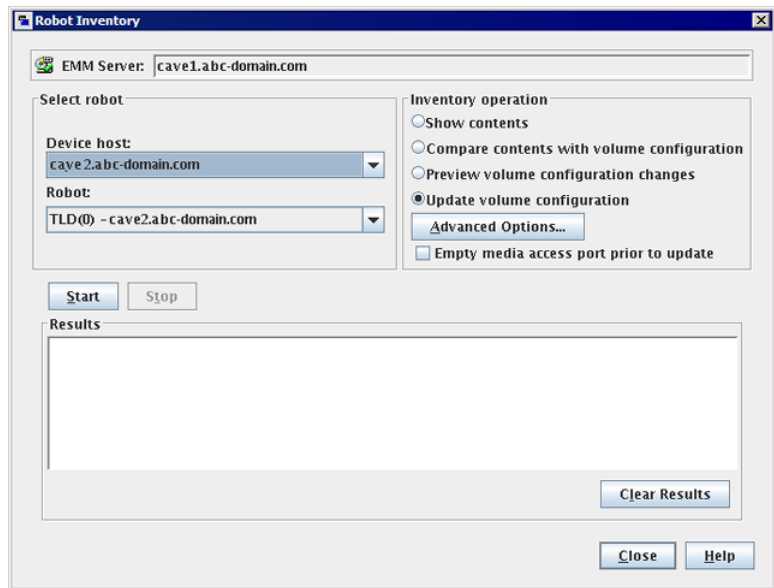 Robot Inventory
EMM Server: cave1.abc-domain.com
Select robot
Device host:
cave2.abc-domain.com
Robot:
TLD(0) - cave2.abc-domain.com
Inventory operation
Show contents
Compare contents with volume configuration
Preview volume configuration changes
Update volume configuration
Advanced Options...
Empty media access port prior to update
Start Stop
Results
Clear Results
Close Help